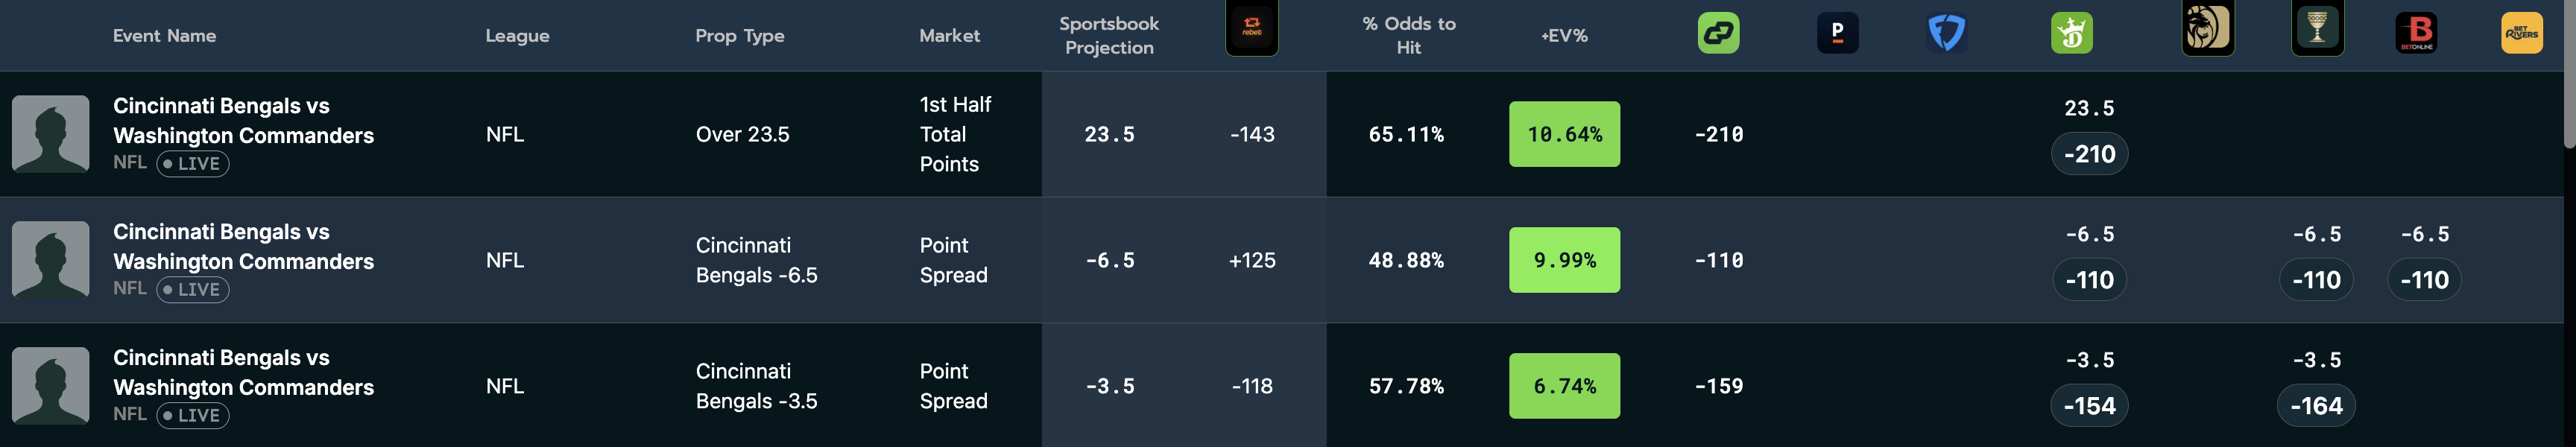 Event Name
League
Prop Type
Market
Sportsbook
Projection
rebet
% Odds to
Hit
+EV%
P
B
BETONLINE
BET
RIVERS
Cincinnati Bengals vs
Washington Commanders
NFL
LIVE
NFL
Over 23.5
1st Half
Total
Points
23.5
-143
65.11%
10.64%
-210
23.5
-210
Cincinnati Bengals vs
Washington Commanders
NFL
LIVE
NFL
Cincinnati
Bengals -6.5
Point
Spread
-6.5
+125
48.88%
9.99%
-110
-6.5
-110
-6.5
-110
-6.5
-110
Cincinnati Bengals vs
Washington Commanders
NFL
LIVE
NFL
Cincinnati
Bengals -3.5
Point
Spread
-3.5
-118
57.78%
6.74%
-159
-3.5
-154
-3.5
-164